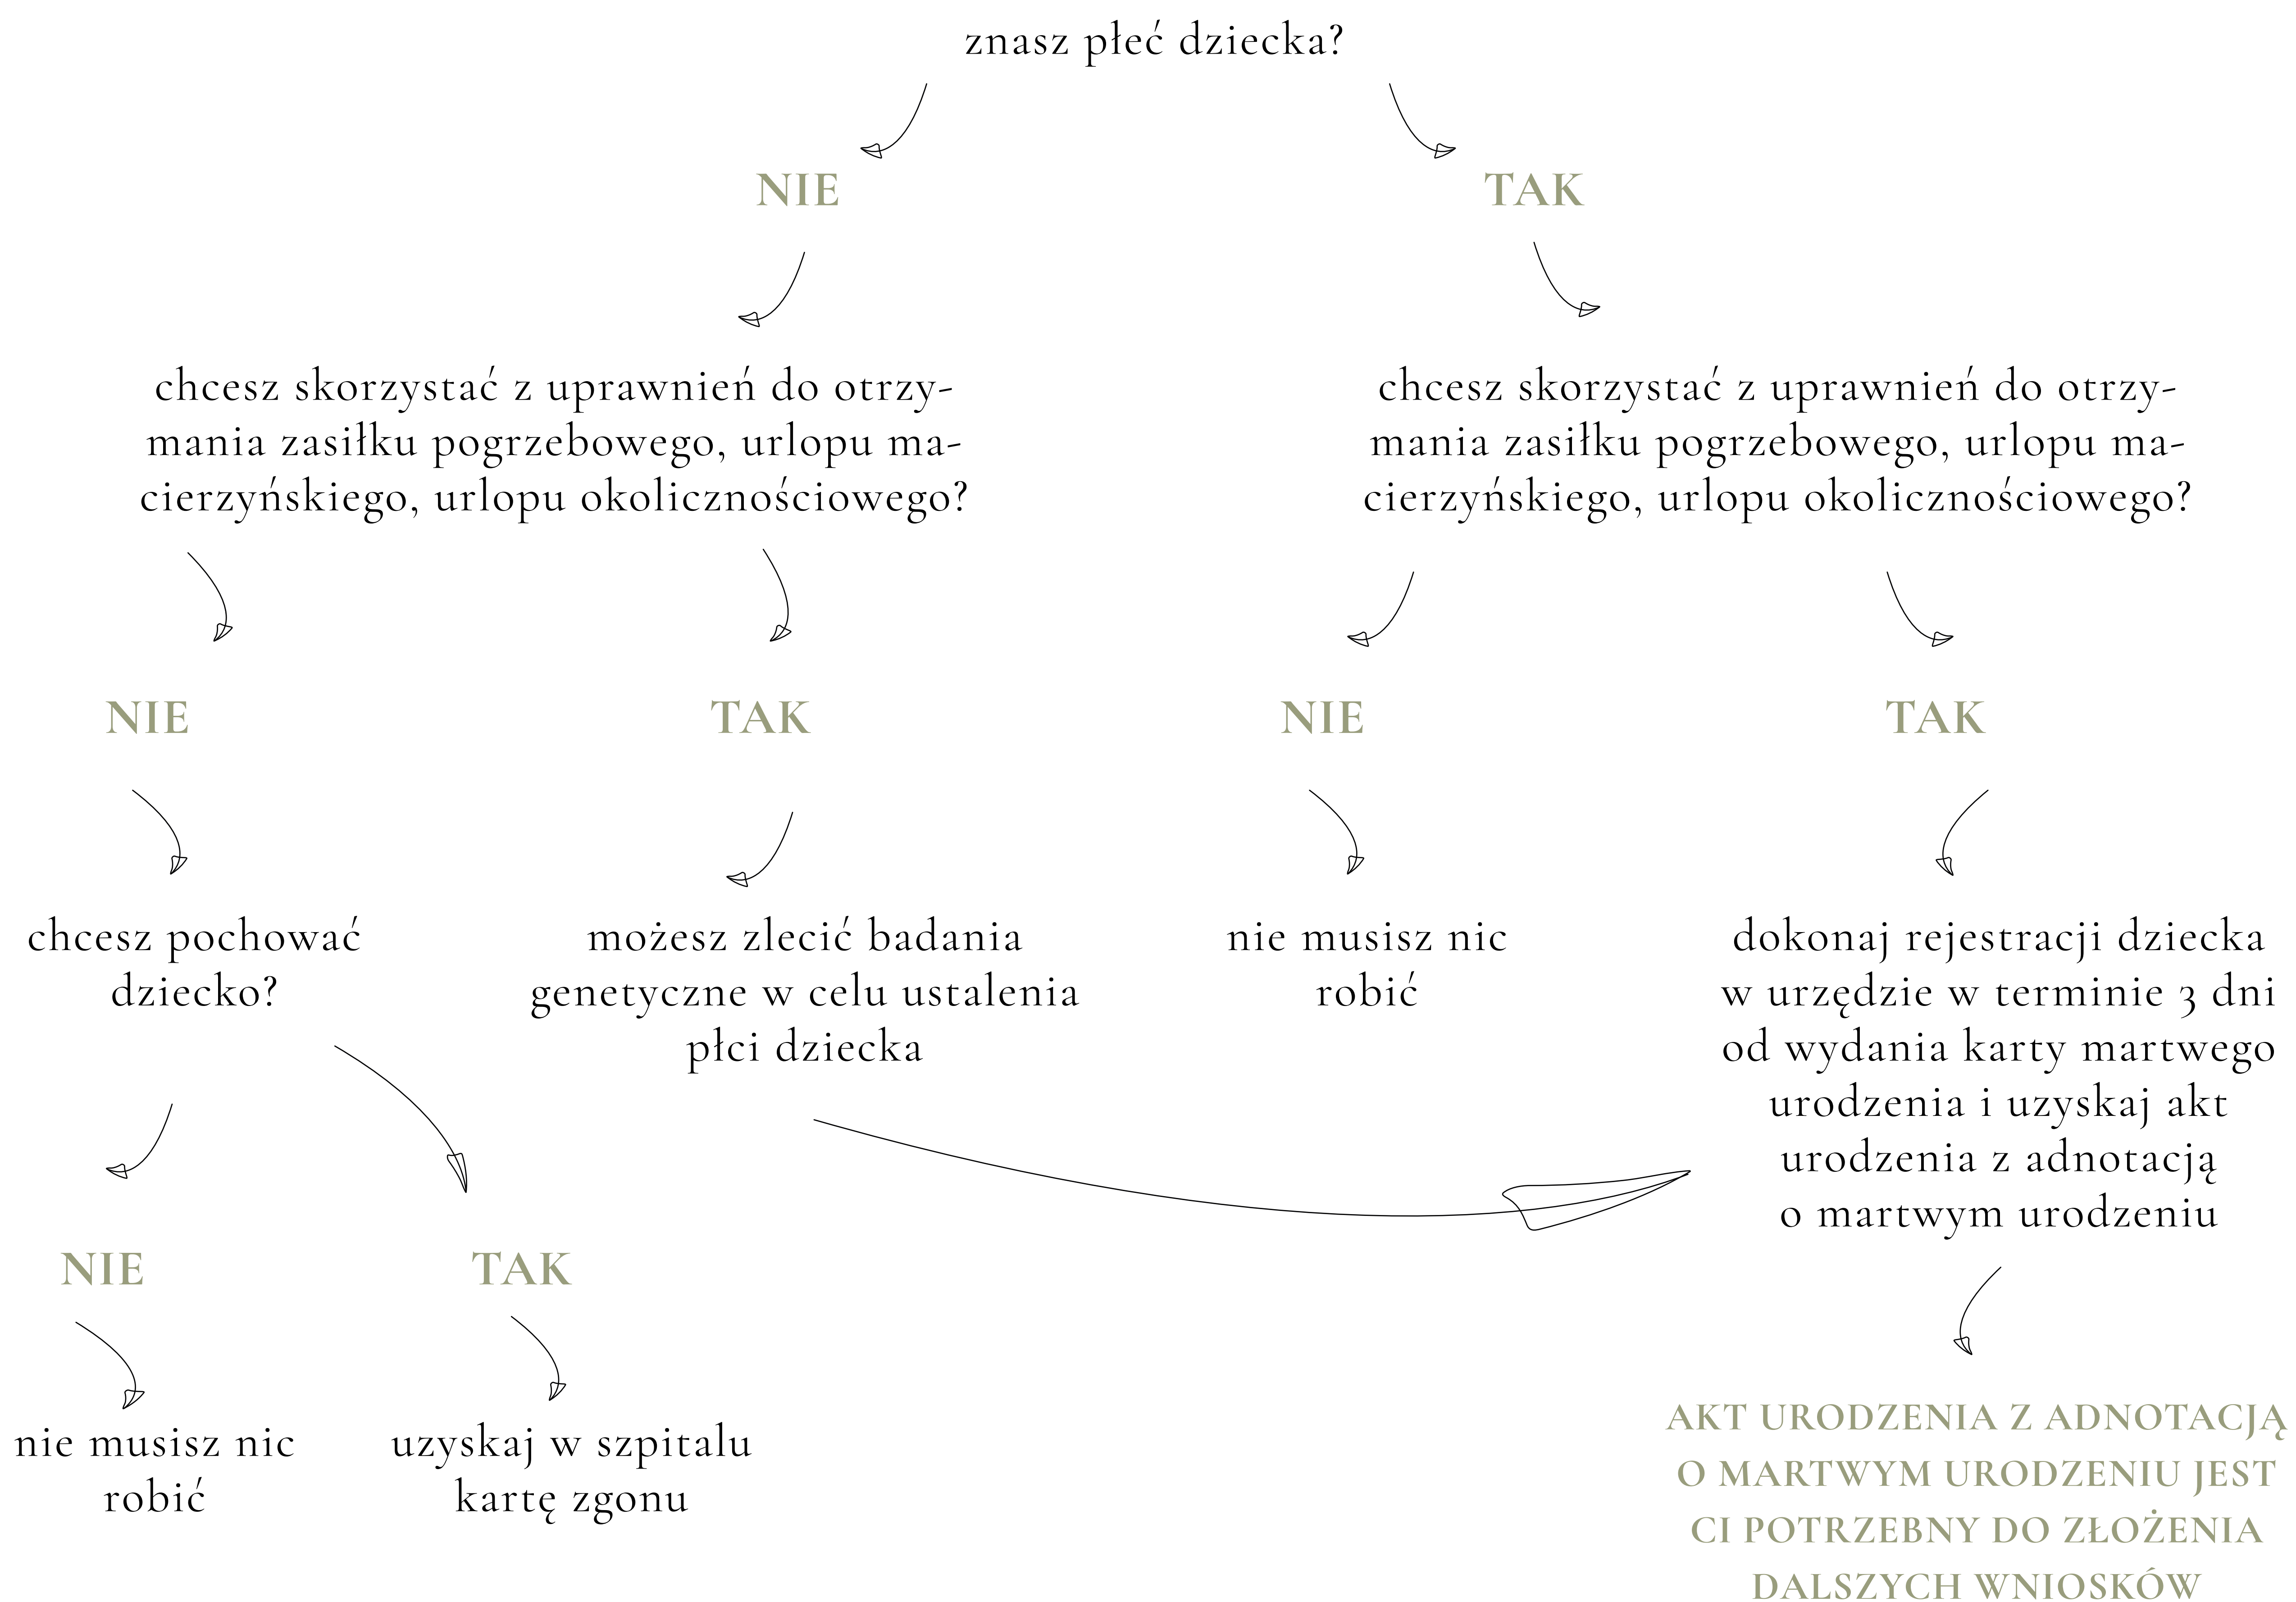 znasz płeć dziecka?
NIE
TAK
chcesz skorzystać z uprawnień do otrzy-
mania zasiłku pogrzebowego, urlopu ma-
cierzyńskiego, urlopu okolicznościowego?
chcesz skorzystać z uprawnień do otrzy-
mania zasiłku pogrzebowego, urlopu ma-
cierzyńskiego, urlopu okolicznościowego?
NIE
TAK
NIE
TAK
chcesz pochować
dziecko?
możesz zlecić badania
genetyczne w celu ustalenia
płci dziecka
nie musisz nic
robić
dokonaj rejestracji dziecka
w urzędzie w terminie 3 dni
od wydania karty martwego
urodzenia i uzyskaj akt
urodzenia z adnotacją
o martwym urodzeniu
NIE
TAK
nie musisz nic
robić
uzyskaj w szpitalu
kartę zgonu
AKT URODZENIA Z ADNOTACJĄ
O MARTWYM URODZENIU JEST
CI POTRZEBNY DO ZŁOŻENIA
DALSZYCH WNIOSKÓW